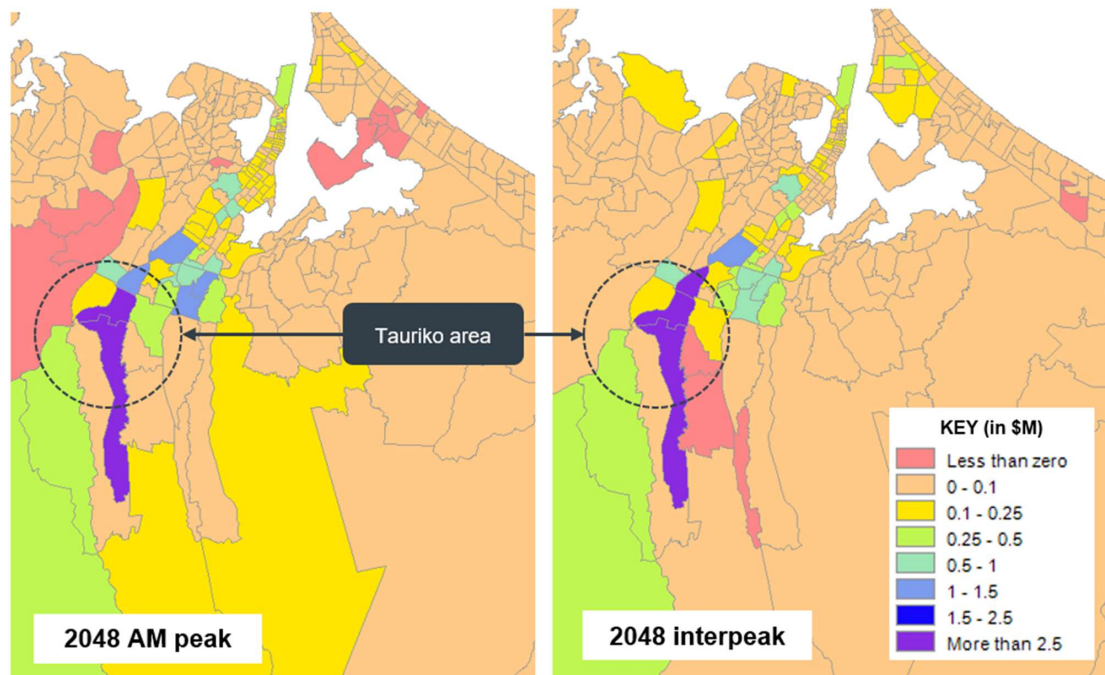 Tauriko area
2048 AM peak
2048 interpeak
KEY (in $M)
Less than zero
0 - 0.1
0.1 - 0.25
0.25 - 0.5
0.5 - 1
1 - 1.5
1.5 - 2.5
More than 2.5